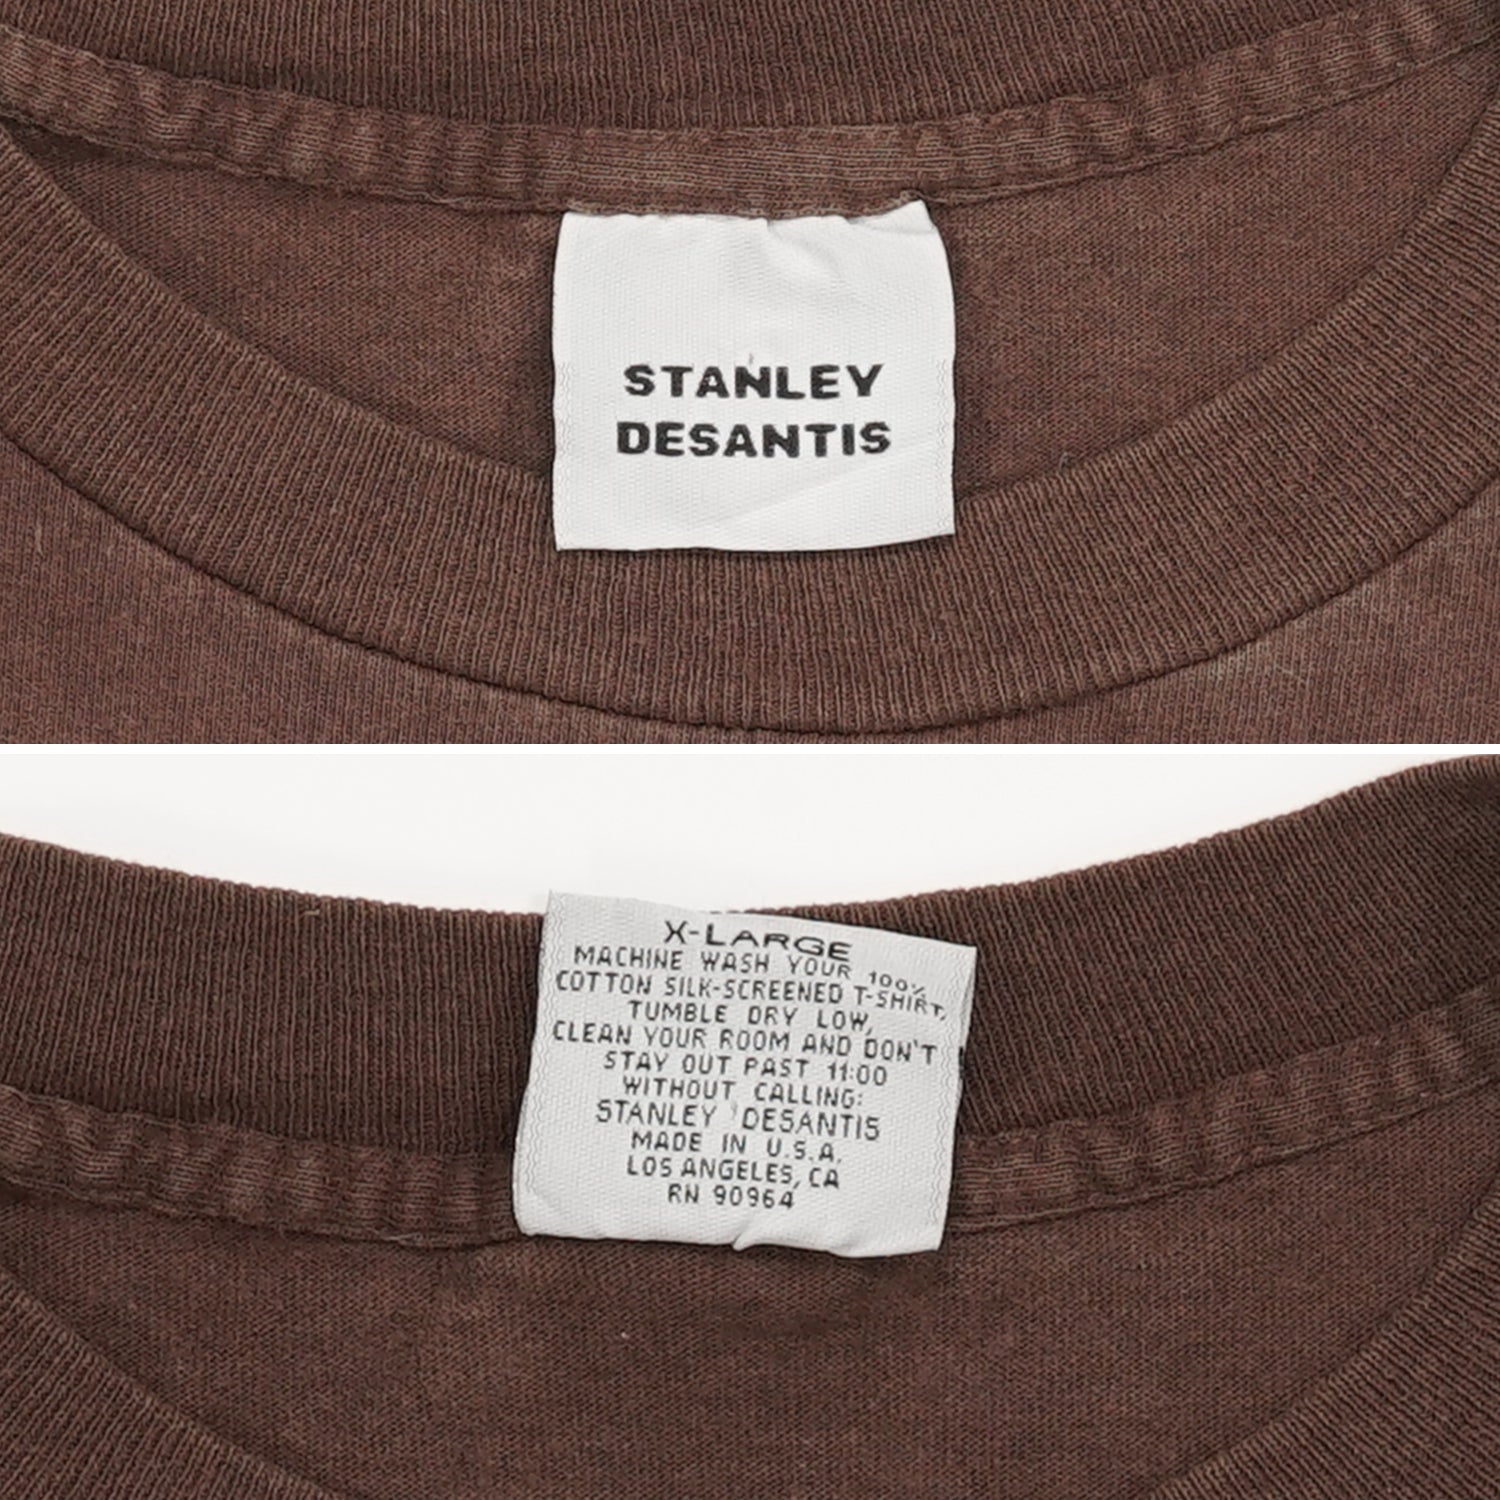 STANLEY
DESANTIS
X-LARGE
MACHINE WASH YOUR 100%
COTTON SILK-SCREENED T-SHIRT,
TUMBLE DRY LOW,
CLEAN YOUR ROOM AND DON'T
STAY OUT PAST 11:00
WITHOUT CALLING:
STANLEY DESANTIS
MADE IN U.S.A.
LOS ANGELES, CA
RN 90964